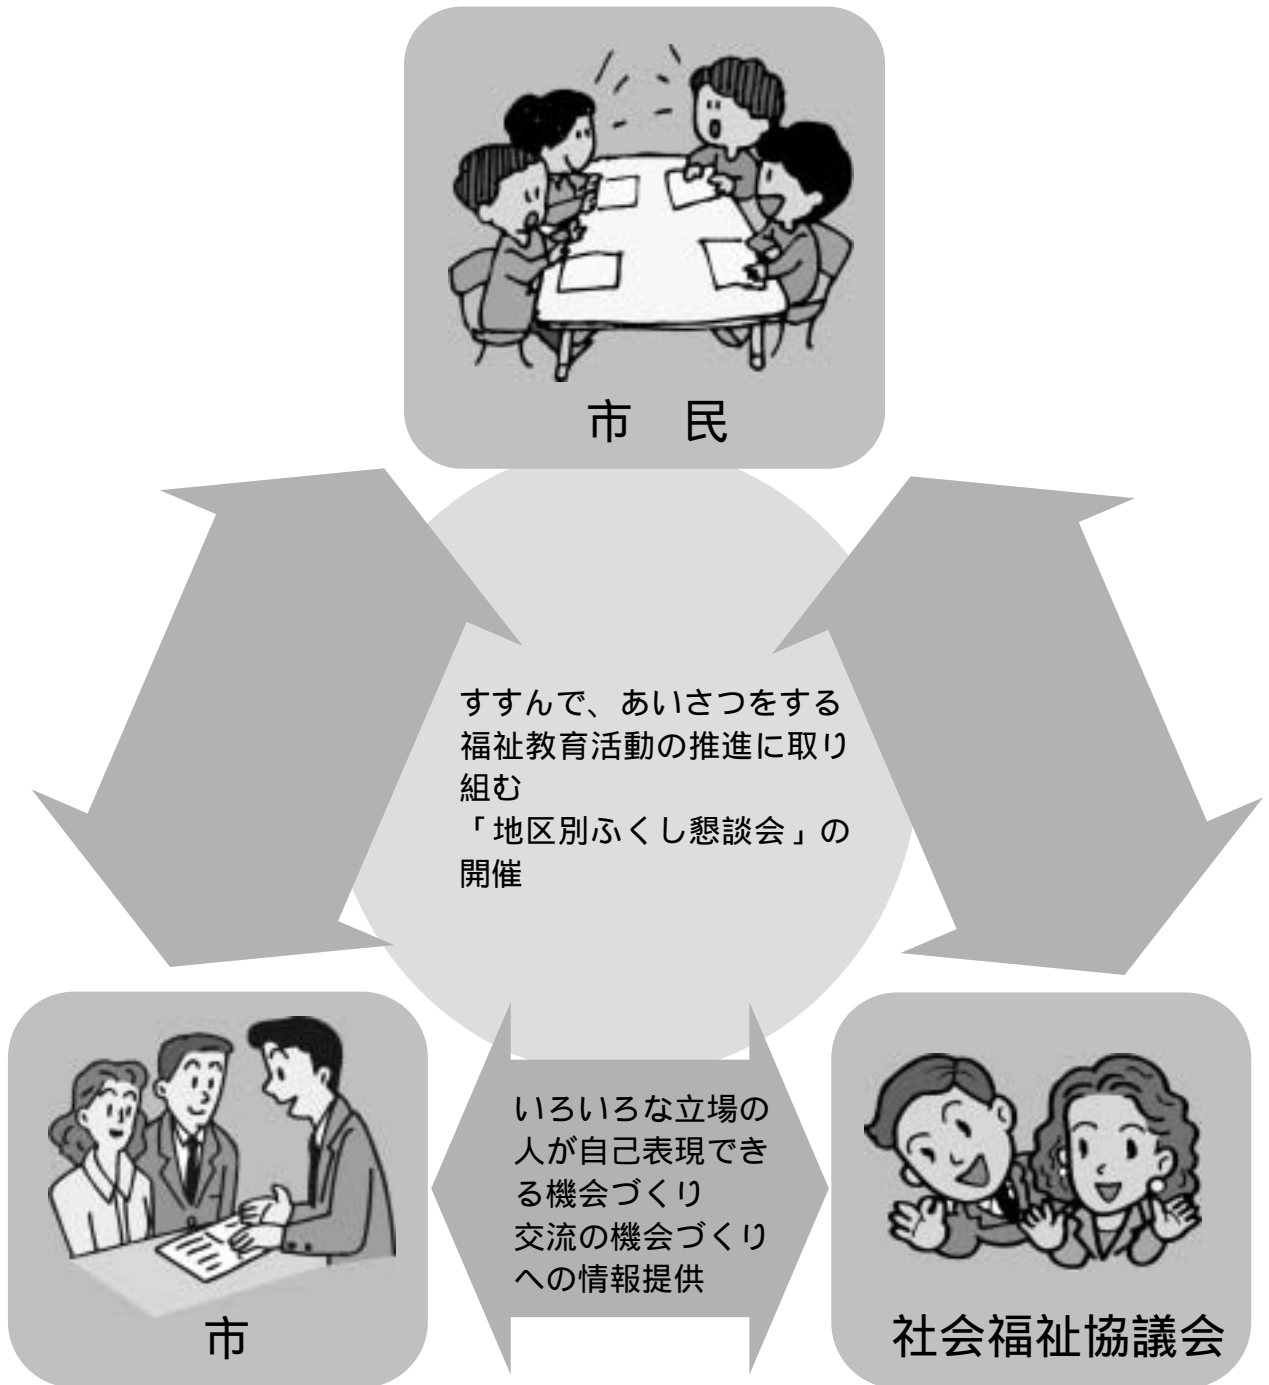 市　民
すすんで、あいさつをする
福祉教育活動の推進に取り
組む
「地区別ふくし懇談会」の
開催
いろいろな立場の
人が自己表現でき
る機会づくり
交流の機会づくり
への情報提供
市
社会福祉協議会